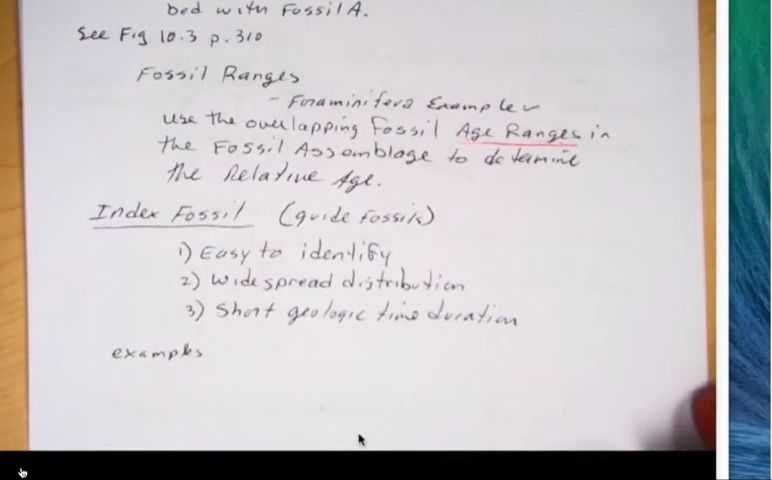 bed with Fossil A.
See Fig 10.3 p. 310
Fossil Ranges
- Foraminifera Example
use the overlapping Fossil Age Ranges in
the Fossil Assemblage to determine
the Relative Age.
Index Fossil (guide Fossils)
1) Easy to identify
2) Widespread distribution
3) Short geologic time duration
examples